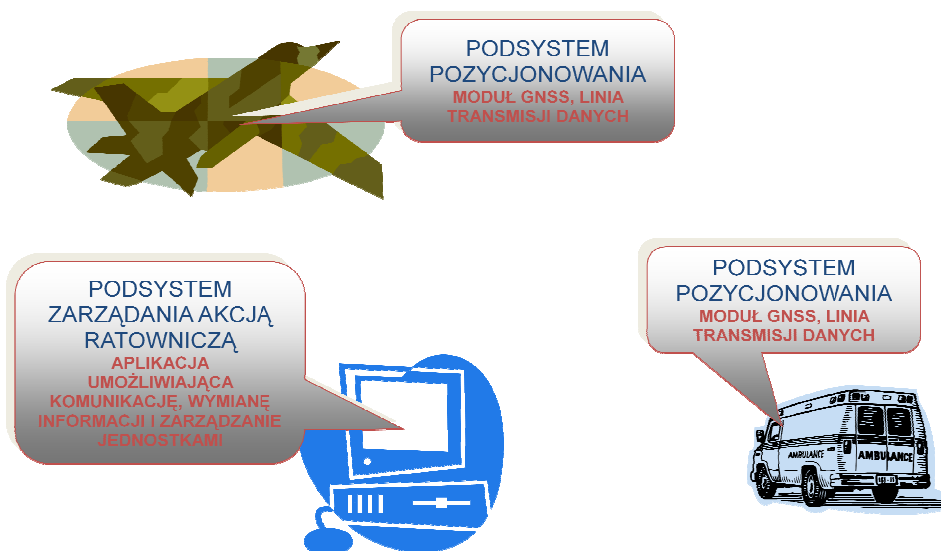 PODSYSTEM
POZYCJONOWANIA
MODUŁ GNSS, LINIA
TRANSMISJI DANYCH
PODSYSTEM
ZARZĄDANIA AKCJĄ
RATOWNICZĄ
APLIKACJA
UMOŻLIWIAJĄCA
KOMUNIKACJĘ, WYMIANĘ
INFORMACJI I ZARZĄDZANIE
JEDNOSTKAMI
PODSYSTEM
POZYCJONOWANIA
MODUŁ GNSS, LINIA
TRANSMISJI DANYCH
AMBULANCE
AMBULANCE